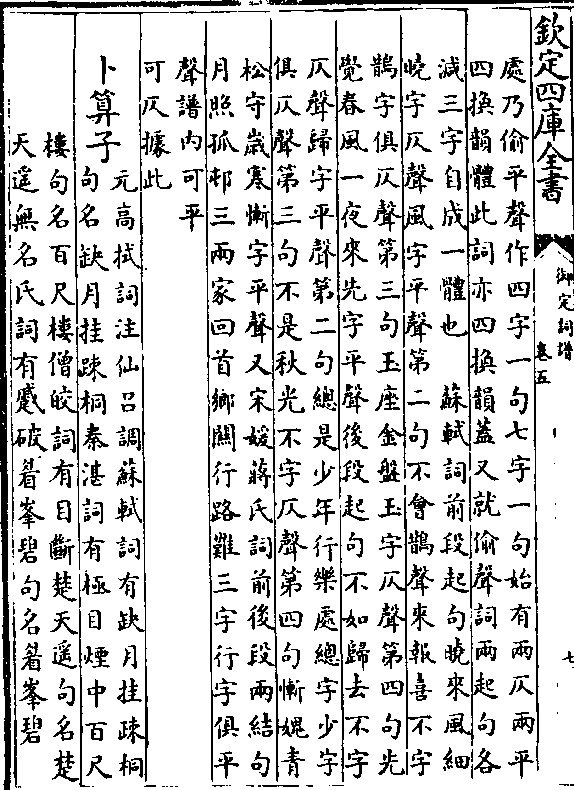 欽定四庫全書
御定詞譜
卷五
七
處乃偷平聲作四字一句七字一句始有兩仄兩平
四換韻體此詞亦四換韻蓋又就偷聲詞兩起句各
減三字自成一體也　蘇軾詞前段起句曉來風細
曉字仄聲風字平聲第二句不會鵲聲來報喜不字
鵲字俱仄聲第三句玉座金盤玉字仄聲第四句先
覺春風一夜來先字平聲後段起句不如歸去不字
仄聲歸字平聲第二句總是少年行樂處總字少字
俱仄聲第三句不是秋光不字仄聲第四句慚媿青
松守歲寒慚字平聲又宋媛蔣氏詞前後段兩結句
月照孤邨三兩家回首鄉關行路難三字行字俱平
聲譜內可平
可仄據此
卜算子
元高拭詞注仙呂調蘇軾詞有缺月挂疎桐
句名缺月挂疎桐秦湛詞有極目煙中百尺
樓句名百尺樓僧皎詞有目斷楚天遥句名楚
天遥無名氏詞有蹙破眉峯碧句名眉峯碧